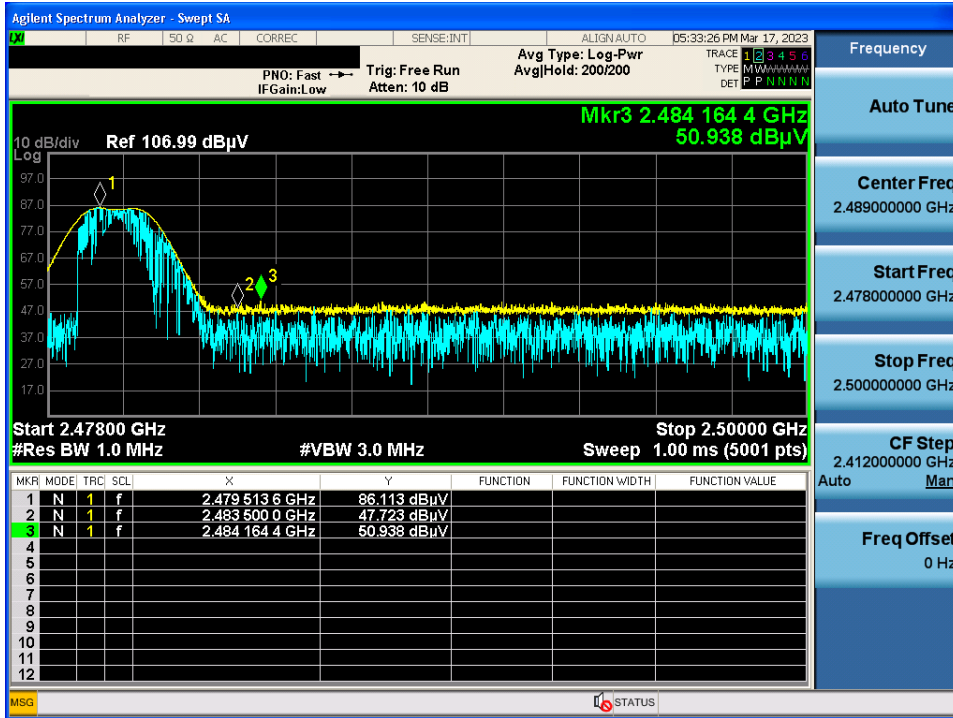 Agilent Spectrum Analyzer - Swept SA
LXI RF 50 Ω AC CORREC SENSE:INT ALIGN AUTO 05:33:26 PM Mar 17, 2023
PNO: Fast Trig: Free Run Avg Type: Log-Pwr TRACE 1 2 3 4 5 6
IFGain:Low Atten: 10 dB Avg|Hold: 200/200 TYPE M W W W W W
DET P P N N N N
Mkr3 2.484 164 4 GHz
50.938 dBµV
10 dB/div Ref 106.99 dBµV
Log
97.0
87.0
77.0
67.0
57.0
47.0
37.0
27.0
17.0
1
2
3
Start 2.47800 GHz Stop 2.50000 GHz
#Res BW 1.0 MHz #VBW 3.0 MHz Sweep 1.00 ms (5001 pts)
MKR MODE TRC SCL X Y FUNCTION FUNCTION WIDTH FUNCTION VALUE
1 N 1 f 2.479 513 6 GHz 86.113 dBµV
2 N 1 f 2.483 500 0 GHz 47.723 dBµV
3 N 1 f 2.484 164 4 GHz 50.938 dBµV
4
5
6
7
8
9
10
11
12
MSG STATUS
Frequency
Auto Tune
Center Freq
2.489000000 GHz
Start Freq
2.478000000 GHz
Stop Freq
2.500000000 GHz
CF Step
2.412000000 GHz
Auto Man
Freq Offset
0 Hz